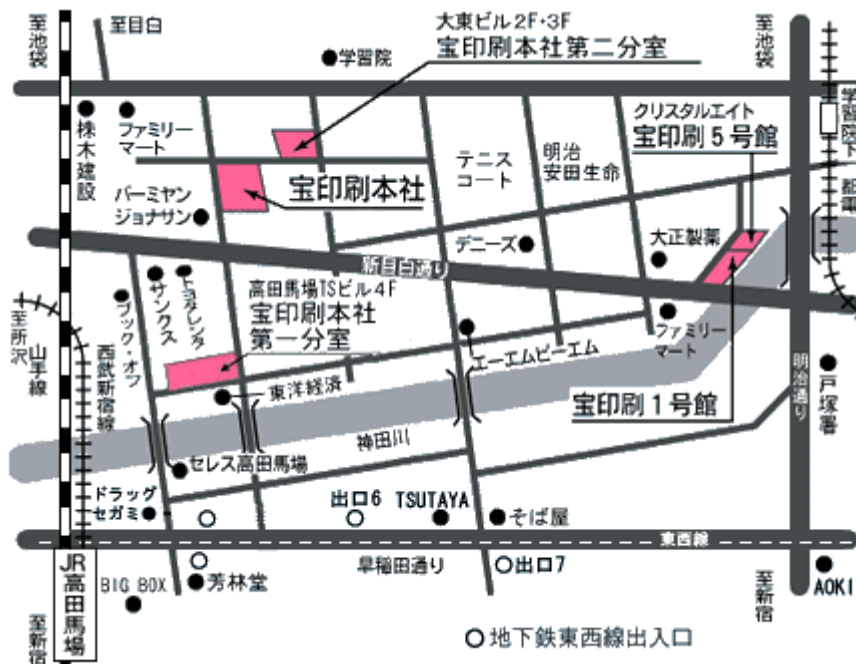 至池袋
至目白
大東ビル2F・3F
宝印刷本社第二分室
学習院
至池袋
学習院下
都電
クリスタルエイト
宝印刷5号館
株木建設
ファミリー
マート
テニス
コート
明治
安田生命
宝印刷本社
バーミヤン
ジョナサン
デニーズ
大正製薬
新目白通り
トヨタレンタ
サンクス
ブック・オフ
高田馬場TSビル4F
宝印刷本社
第一分室
至所沢
山手線
西武新宿線
エーエムピーエム
ファミリー
マート
明治通り
戸塚署
東洋経済
宝印刷1号館
神田川
セレス高田馬場
ドラッグ
セガミ
出口6
TSUTAYA
そば屋
東西線
JR高田馬場
BIG BOX
芳林堂
早稲田通り
出口7
至新宿
AOKI
至新宿
地下鉄東西線出入口